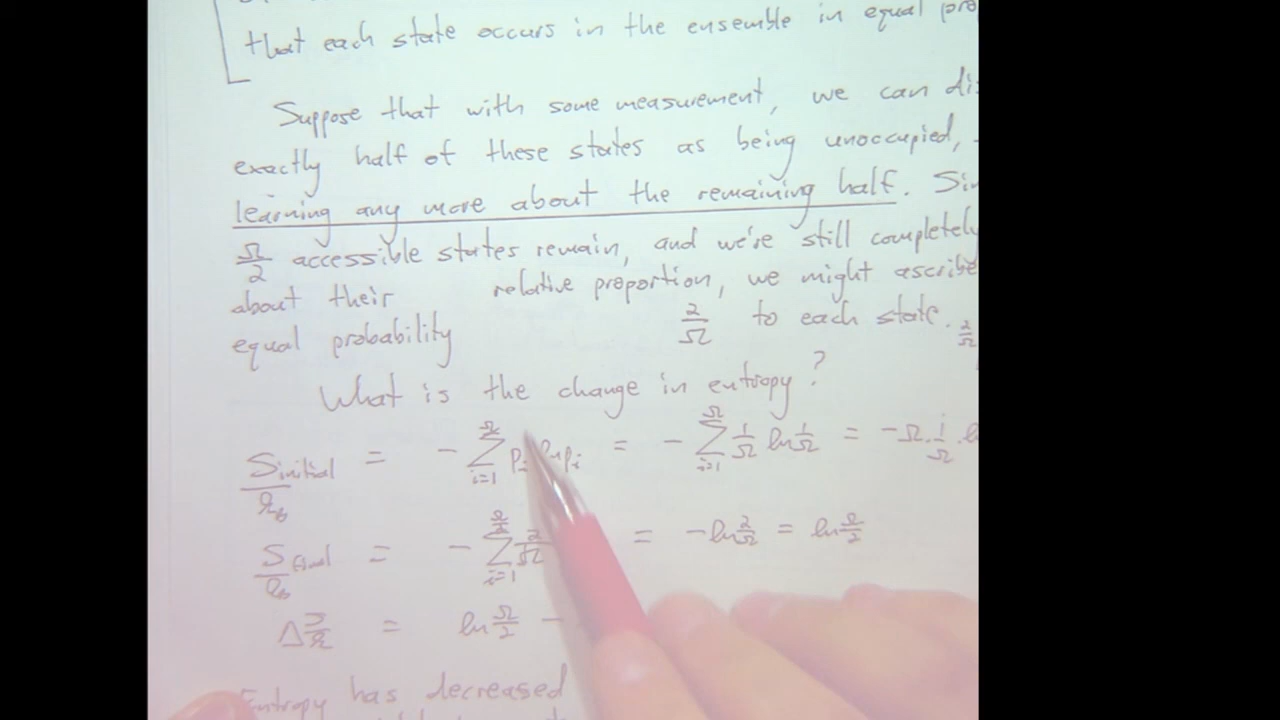 that each state occurs in the ensemble in equal
Suppose that with some measurement, we can
exactly half of these states as being unoccupied,
learning any more about the remaining half.
Ω/2 accessible states remain, and we're still completely
about their relative proportion, we might ascribe
equal probability 2/Ω to each state. 2/Ω
What is the change in entropy?
S_initial/k_B = - Σ_{i=1}^{Ω} p_i ln p_i = - Σ_{i=1}^{Ω} 1/Ω ln 1/Ω = -Ω · 1/Ω ·
S_final/k_B = - Σ_{i=1}^{Ω/2} 2/Ω = -ln 2/Ω = ln Ω/2
Δ S/k = ln Ω/2 -
Entropy has decreased